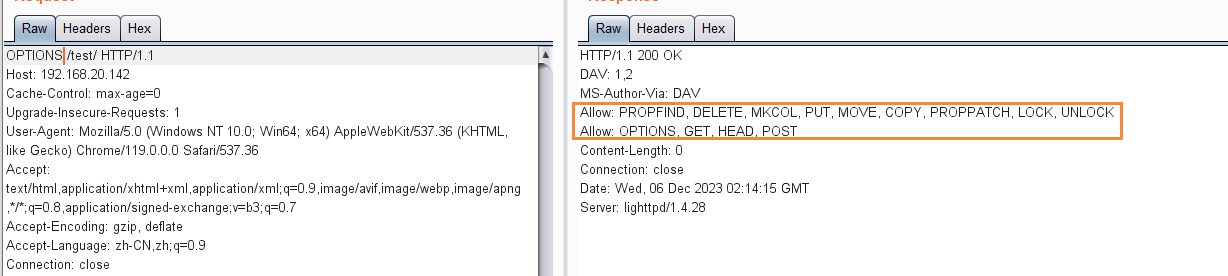 Raw
Headers
Hex
OPTIONS /test/ HTTP/1.1
Host: 192.168.20.142
Cache-Control: max-age=0
Upgrade-Insecure-Requests: 1
User-Agent: Mozilla/5.0 (Windows NT 10.0; Win64; x64) AppleWebKit/537.36 (KHTML,
like Gecko) Chrome/119.0.0.0 Safari/537.36
Accept:
text/html,application/xhtml+xml,application/xml;q=0.9,image/avif,image/webp,image/apng
,*/*;q=0.8,application/signed-exchange;v=b3;q=0.7
Accept-Encoding: gzip, deflate
Accept-Language: zh-CN,zh;q=0.9
Connection: close
Raw
Headers
Hex
HTTP/1.1 200 OK
DAV: 1,2
MS-Author-Via: DAV
Allow: PROPFIND, DELETE, MKCOL, PUT, MOVE, COPY, PROPPATCH, LOCK, UNLOCK
Allow: OPTIONS, GET, HEAD, POST
Content-Length: 0
Connection: close
Date: Wed, 06 Dec 2023 02:14:15 GMT
Server: lighttpd/1.4.28